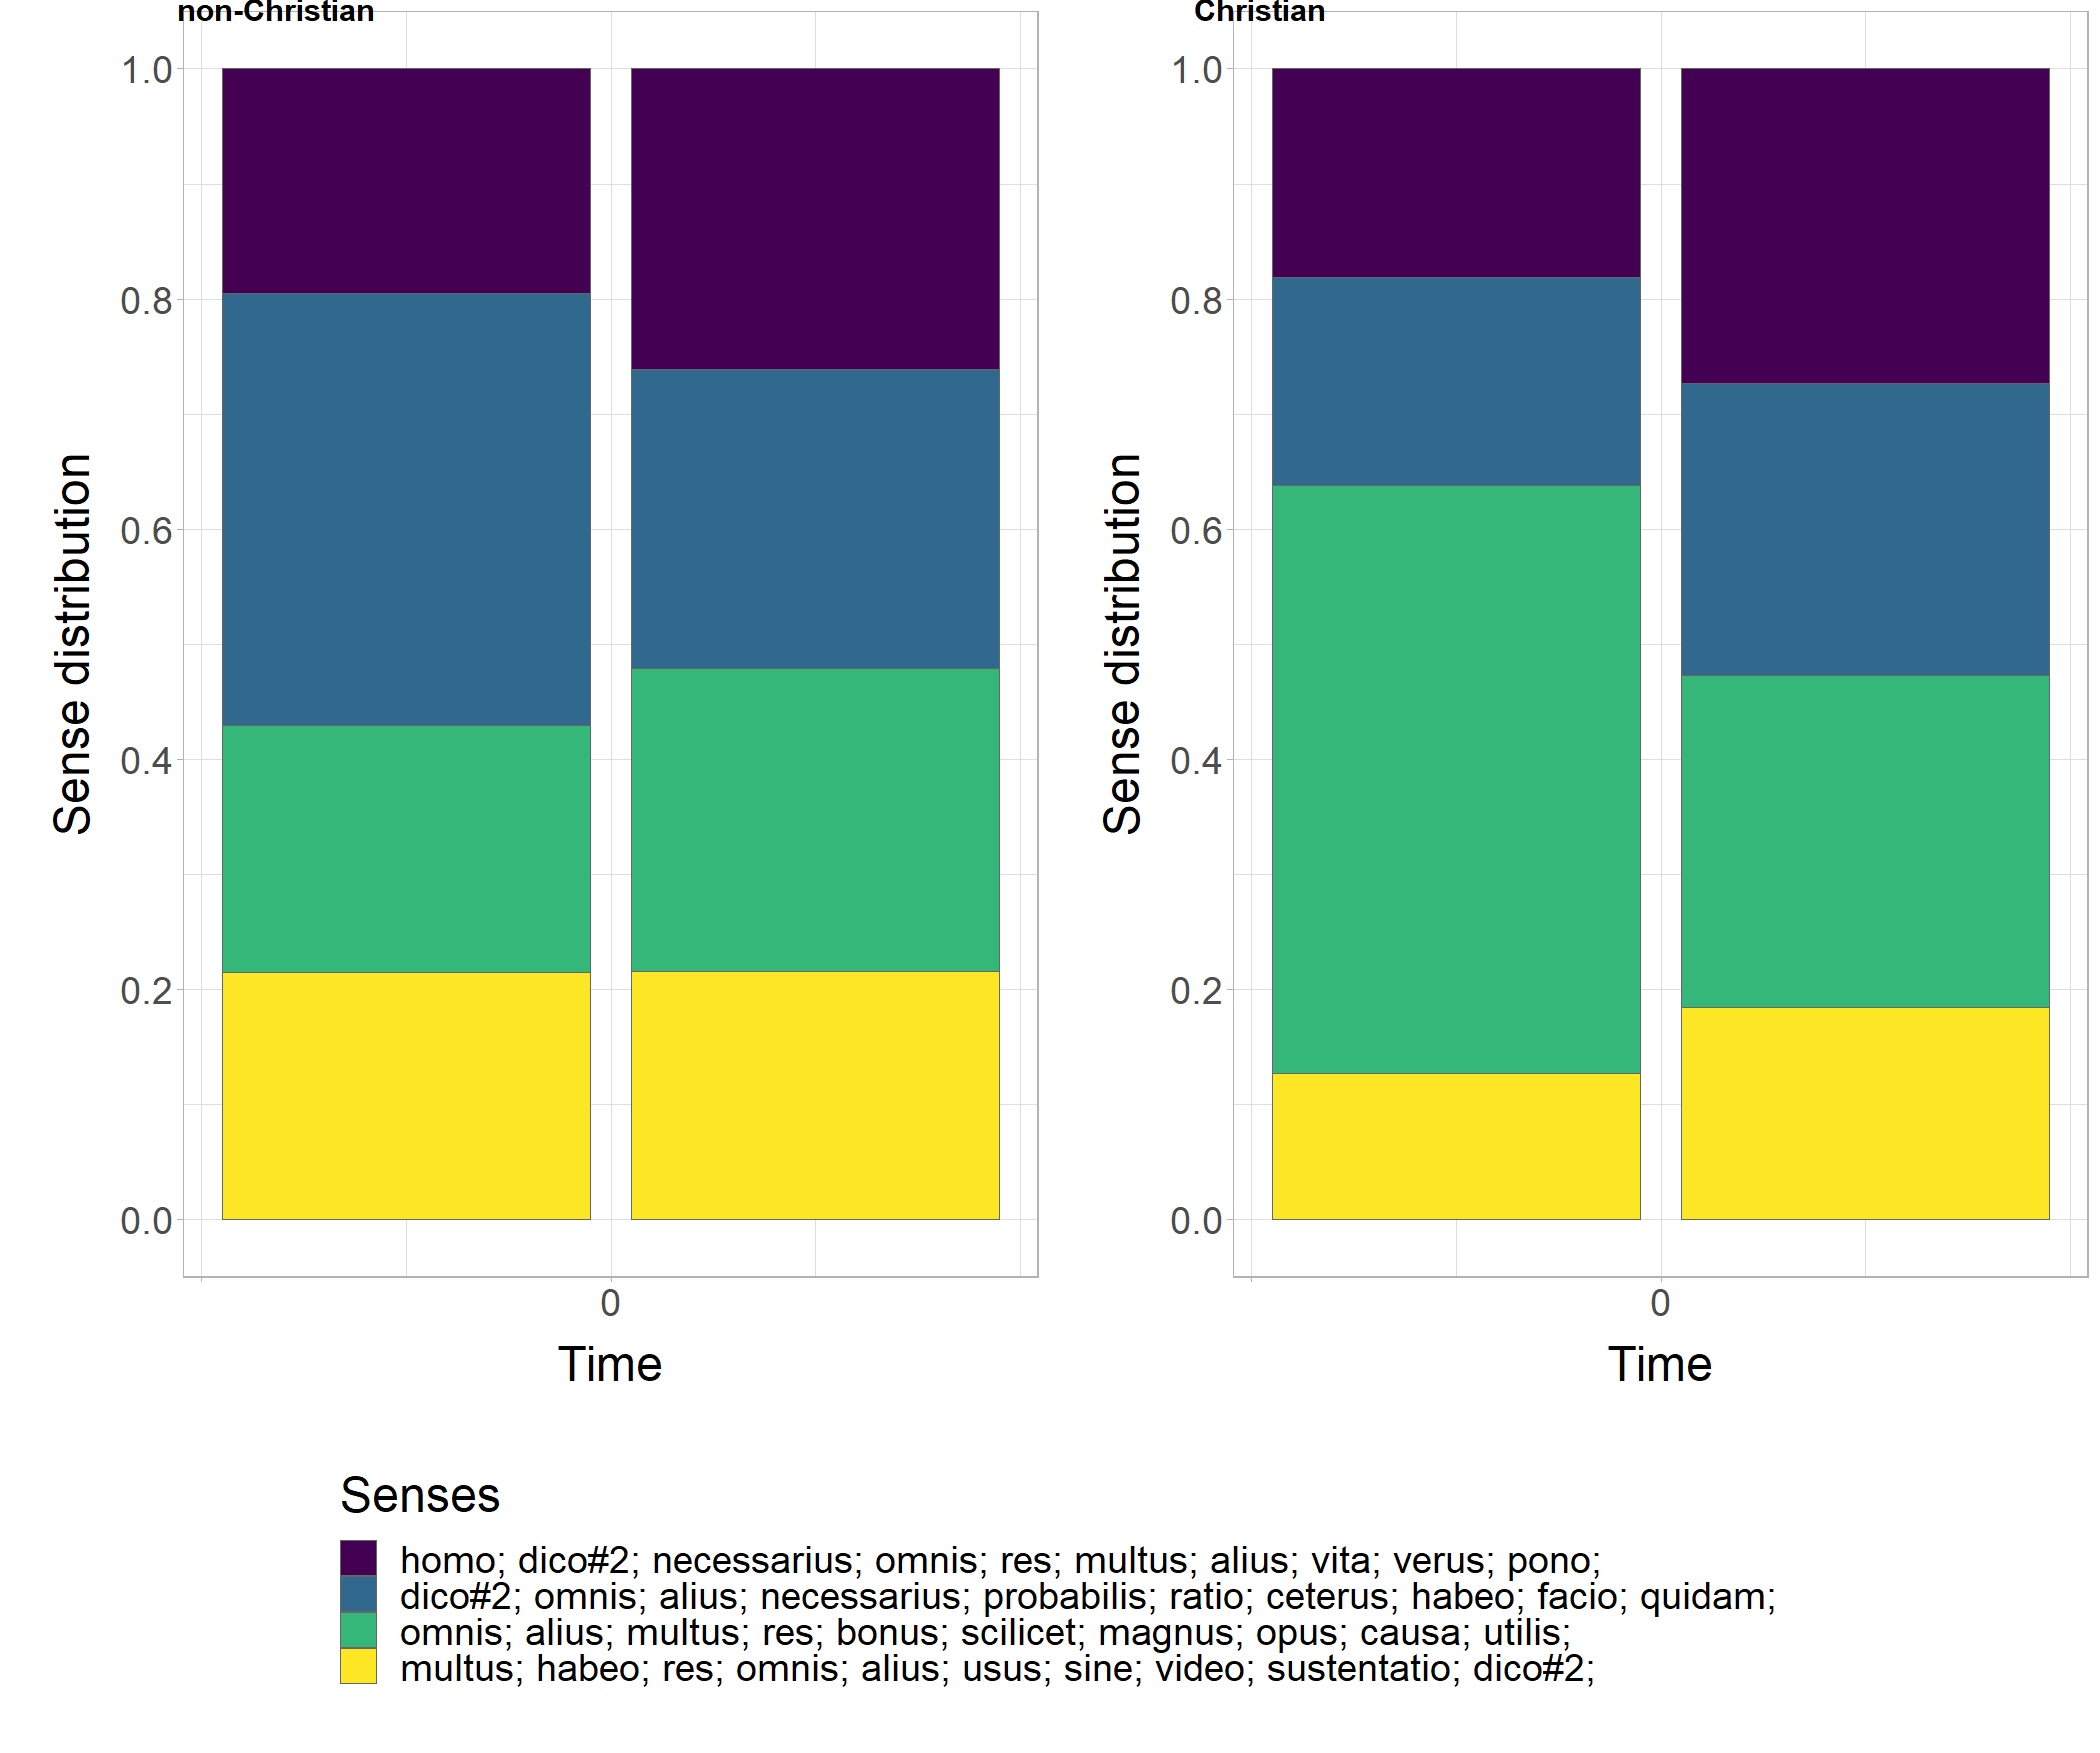 non-Christian
Christian
1.0
0.8
0.6
0.4
0.2
0.0
Sense distribution
0
Time
1.0
0.8
0.6
0.4
0.2
0.0
Sense distribution
0
Time
Senses
homo; dico#2; necessarius; omnis; res; multus; alius; vita; verus; pono;
dico#2; omnis; alius; necessarius; probabilis; ratio; ceterus; habeo; facio; quidam;
omnis; alius; multus; res; bonus; scilicet; magnus; opus; causa; utilis;
multus; habeo; res; omnis; alius; usus; sine; video; sustentatio; dico#2;